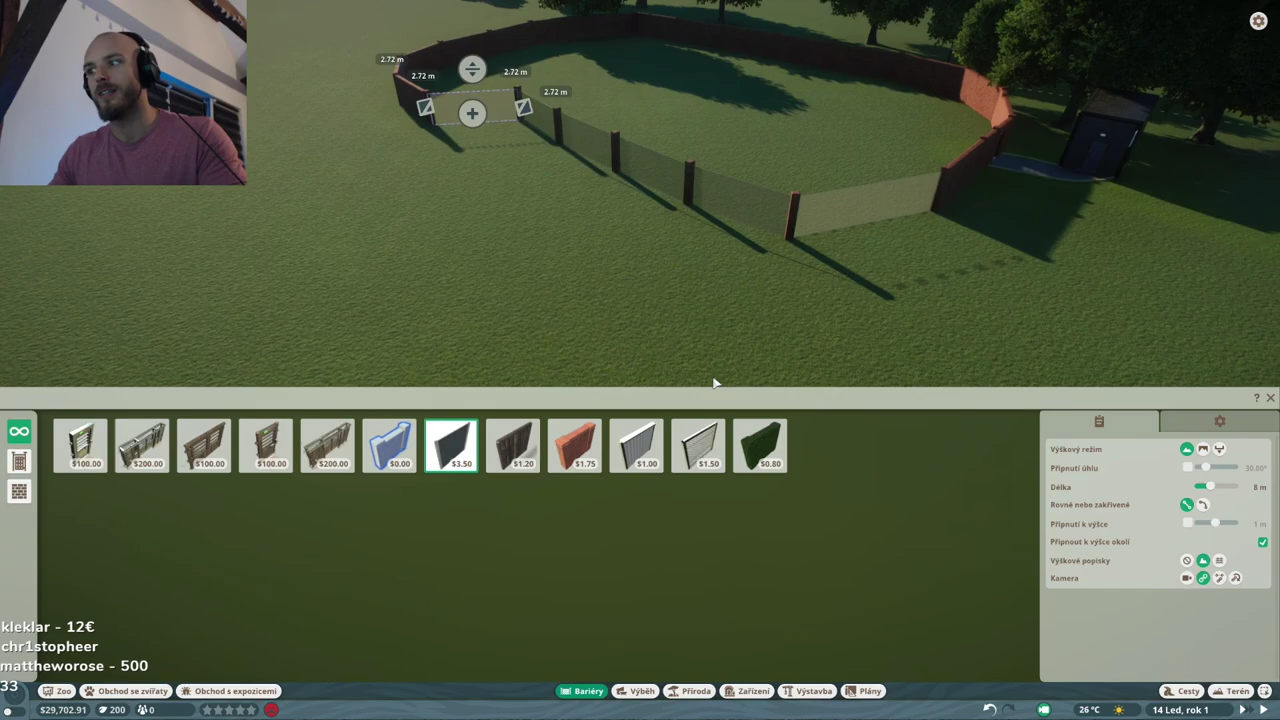 2.72 m
2.72 m
2.72 m
2.72 m
?
$100.00
$200.00
$100.00
$100.00
$200.00
$0.00
$3.50
$1.20
$1.75
$1.00
$1.50
$0.80
Výškový režim
Připnutí úhlu
30.00°
Délka
8 m
Rovné nebo zakřivené
Připnutí k výšce
1 m
Připnout k výšce okolí
Výškové popisky
Kamera
kleklar - 12€
chr1stopheer
mattheworose - 500
33
Zoo
Obchod se zvířaty
Obchod s expozicemi
Bariéry
Výběh
Příroda
Zařízení
Výstavba
Plány
Cesty
Terén
$29,702.91
200
0
26 °C
14 Led, rok 1